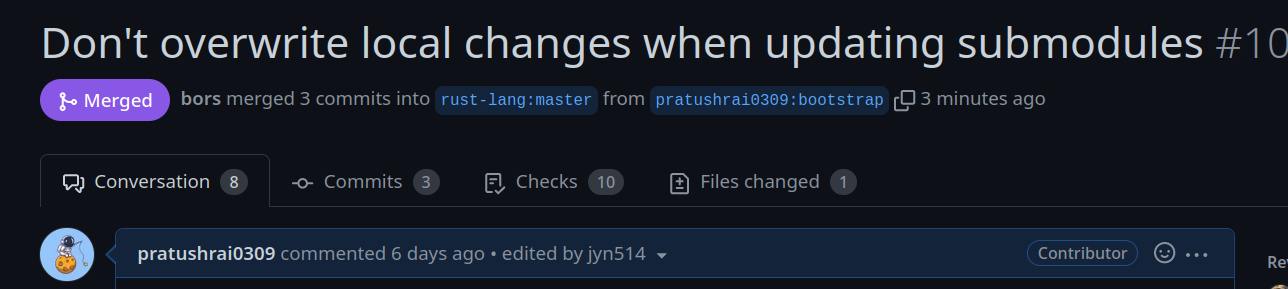 Don't overwrite local changes when updating submodules #10
Merged bors merged 3 commits into rust-lang:master from pratushrai0309:bootstrap 3 minutes ago
Conversation 8 Commits 3 Checks 10 Files changed 1
pratushrai0309 commented 6 days ago • edited by jyn514 Contributor